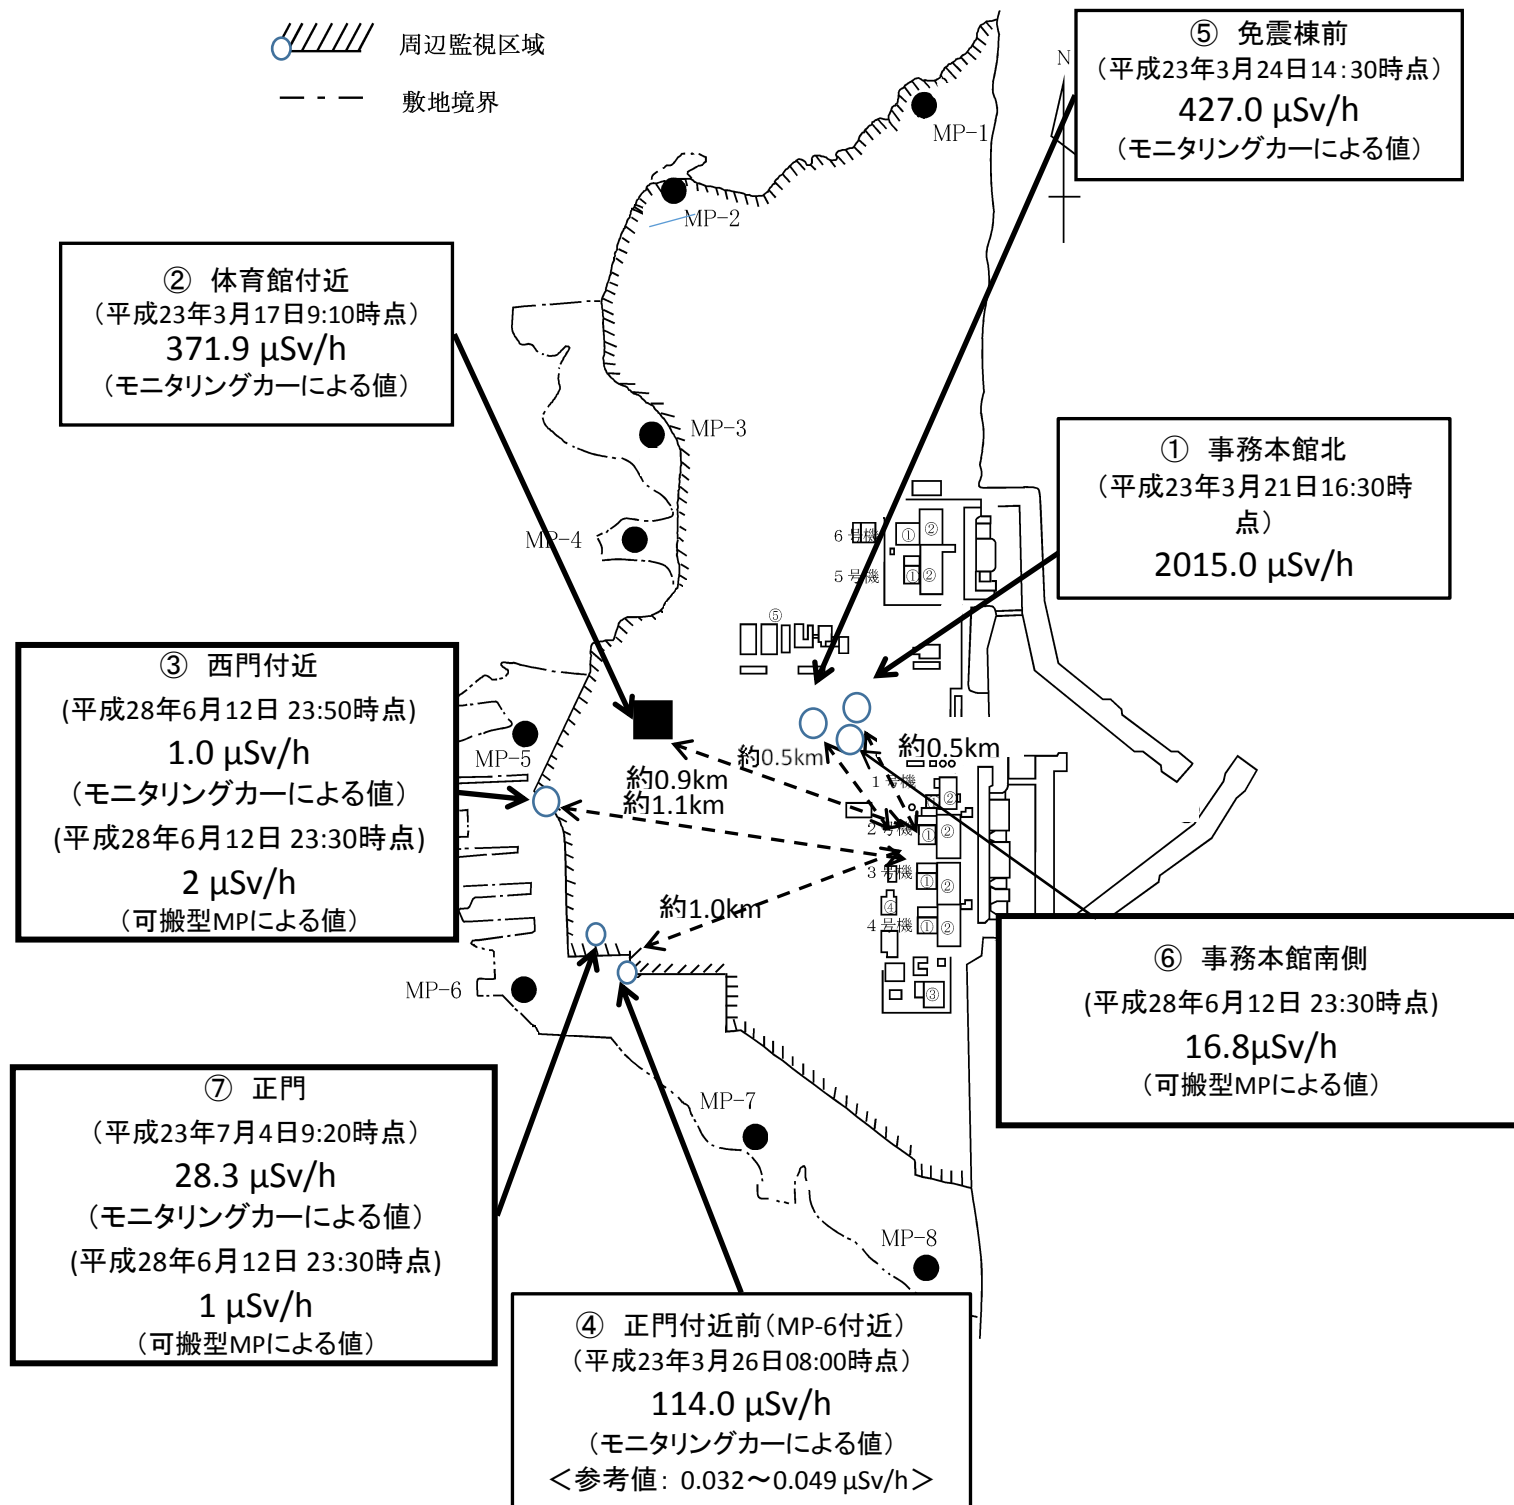 周辺監視区域
敷地境界
N
⑤ 免震棟前
（平成23年3月24日14:30時点）
427.0 μSv/h
（モニタリングカーによる値）
MP-1
MP-2
② 体育館付近
（平成23年3月17日9:10時点）
371.9 μSv/h
（モニタリングカーによる値）
MP-3
① 事務本館北
（平成23年3月21日16:30時
点）
2015.0 μSv/h
MP-4
6号機
①
②
5号機
①
②
⑤
③ 西門付近
(平成28年6月12日 23:50時点)
1.0 μSv/h
（モニタリングカーによる値）
(平成28年6月12日 23:30時点)
2 μSv/h
（可搬型MPによる値）
MP-5
約0.5km
約0.5km
約0.9km
約1.1km
1号機
①
②
2号機
①
②
3号機
①
②
④
4号機
①
②
約1.0km
③
MP-6
⑥ 事務本館南側
(平成28年6月12日 23:30時点)
16.8μSv/h
（可搬型MPによる値）
⑦ 正門
（平成23年7月4日9:20時点）
28.3 μSv/h
（モニタリングカーによる値）
(平成28年6月12日 23:30時点)
1 μSv/h
（可搬型MPによる値）
MP-7
MP-8
④ 正門付近前（MP-6付近）
（平成23年3月26日08:00時点）
114.0 μSv/h
（モニタリングカーによる値）
＜参考値： 0.032～0.049 μSv/h＞